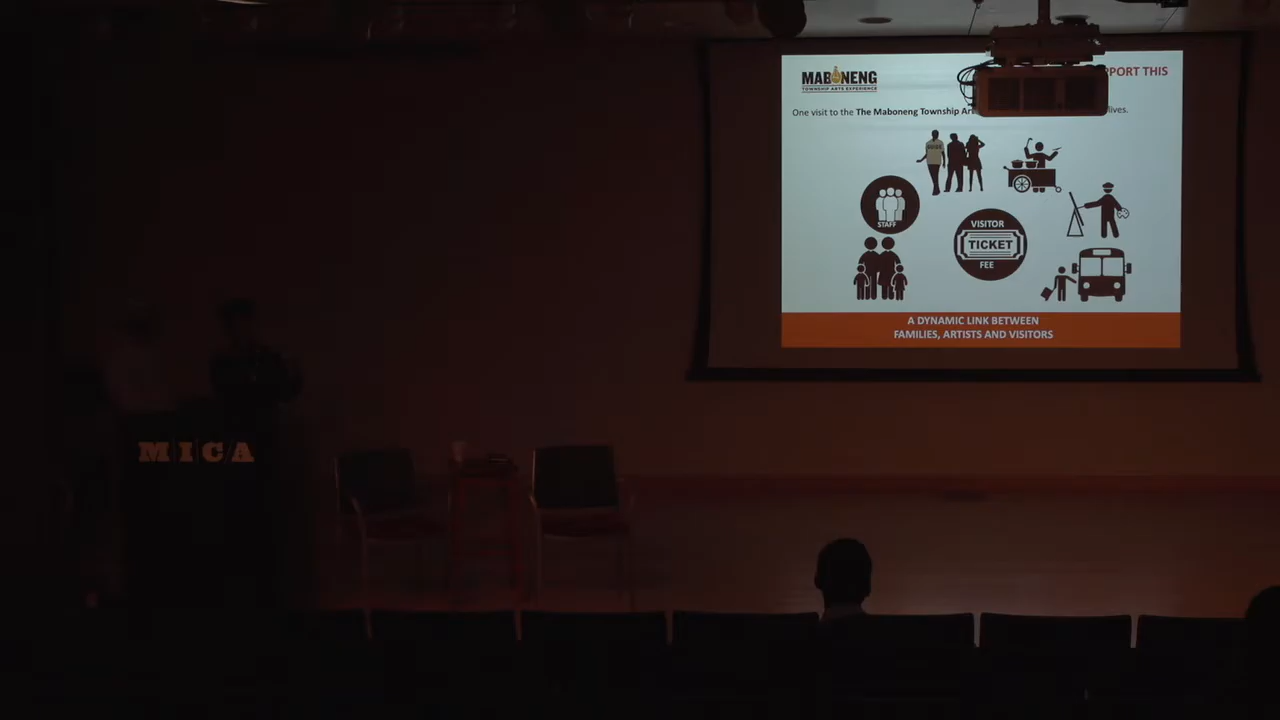 MABONENG
TOWNSHIP ARTS EXPERIENCE
PORT THIS
One visit to the The Maboneng Township Art
lives.
STAFF
VISITOR
TICKET
FEE
A DYNAMIC LINK BETWEEN
FAMILIES, ARTISTS AND VISITORS
MICA